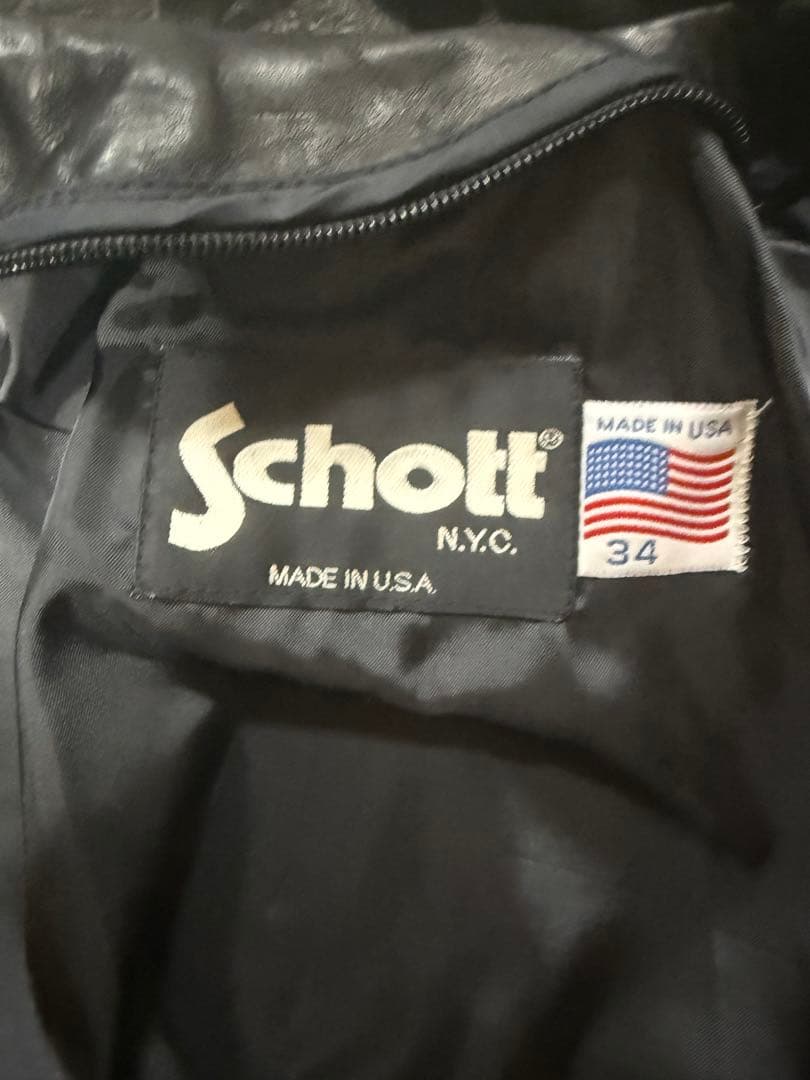 Schott®
N.Y.C.
MADE IN U.S.A.
MADE IN USA
34